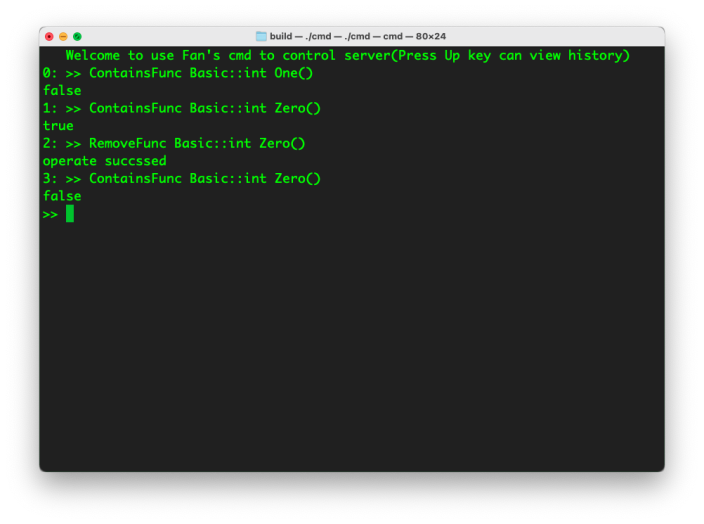 build — ./cmd — ./cmd — cmd — 80×24
Welcome to use Fan's cmd to control server(Press Up key can view history)
0: >> ContainsFunc Basic::int One()
false
1: >> ContainsFunc Basic::int Zero()
true
2: >> RemoveFunc Basic::int Zero()
operate succssed
3: >> ContainsFunc Basic::int Zero()
false
>>